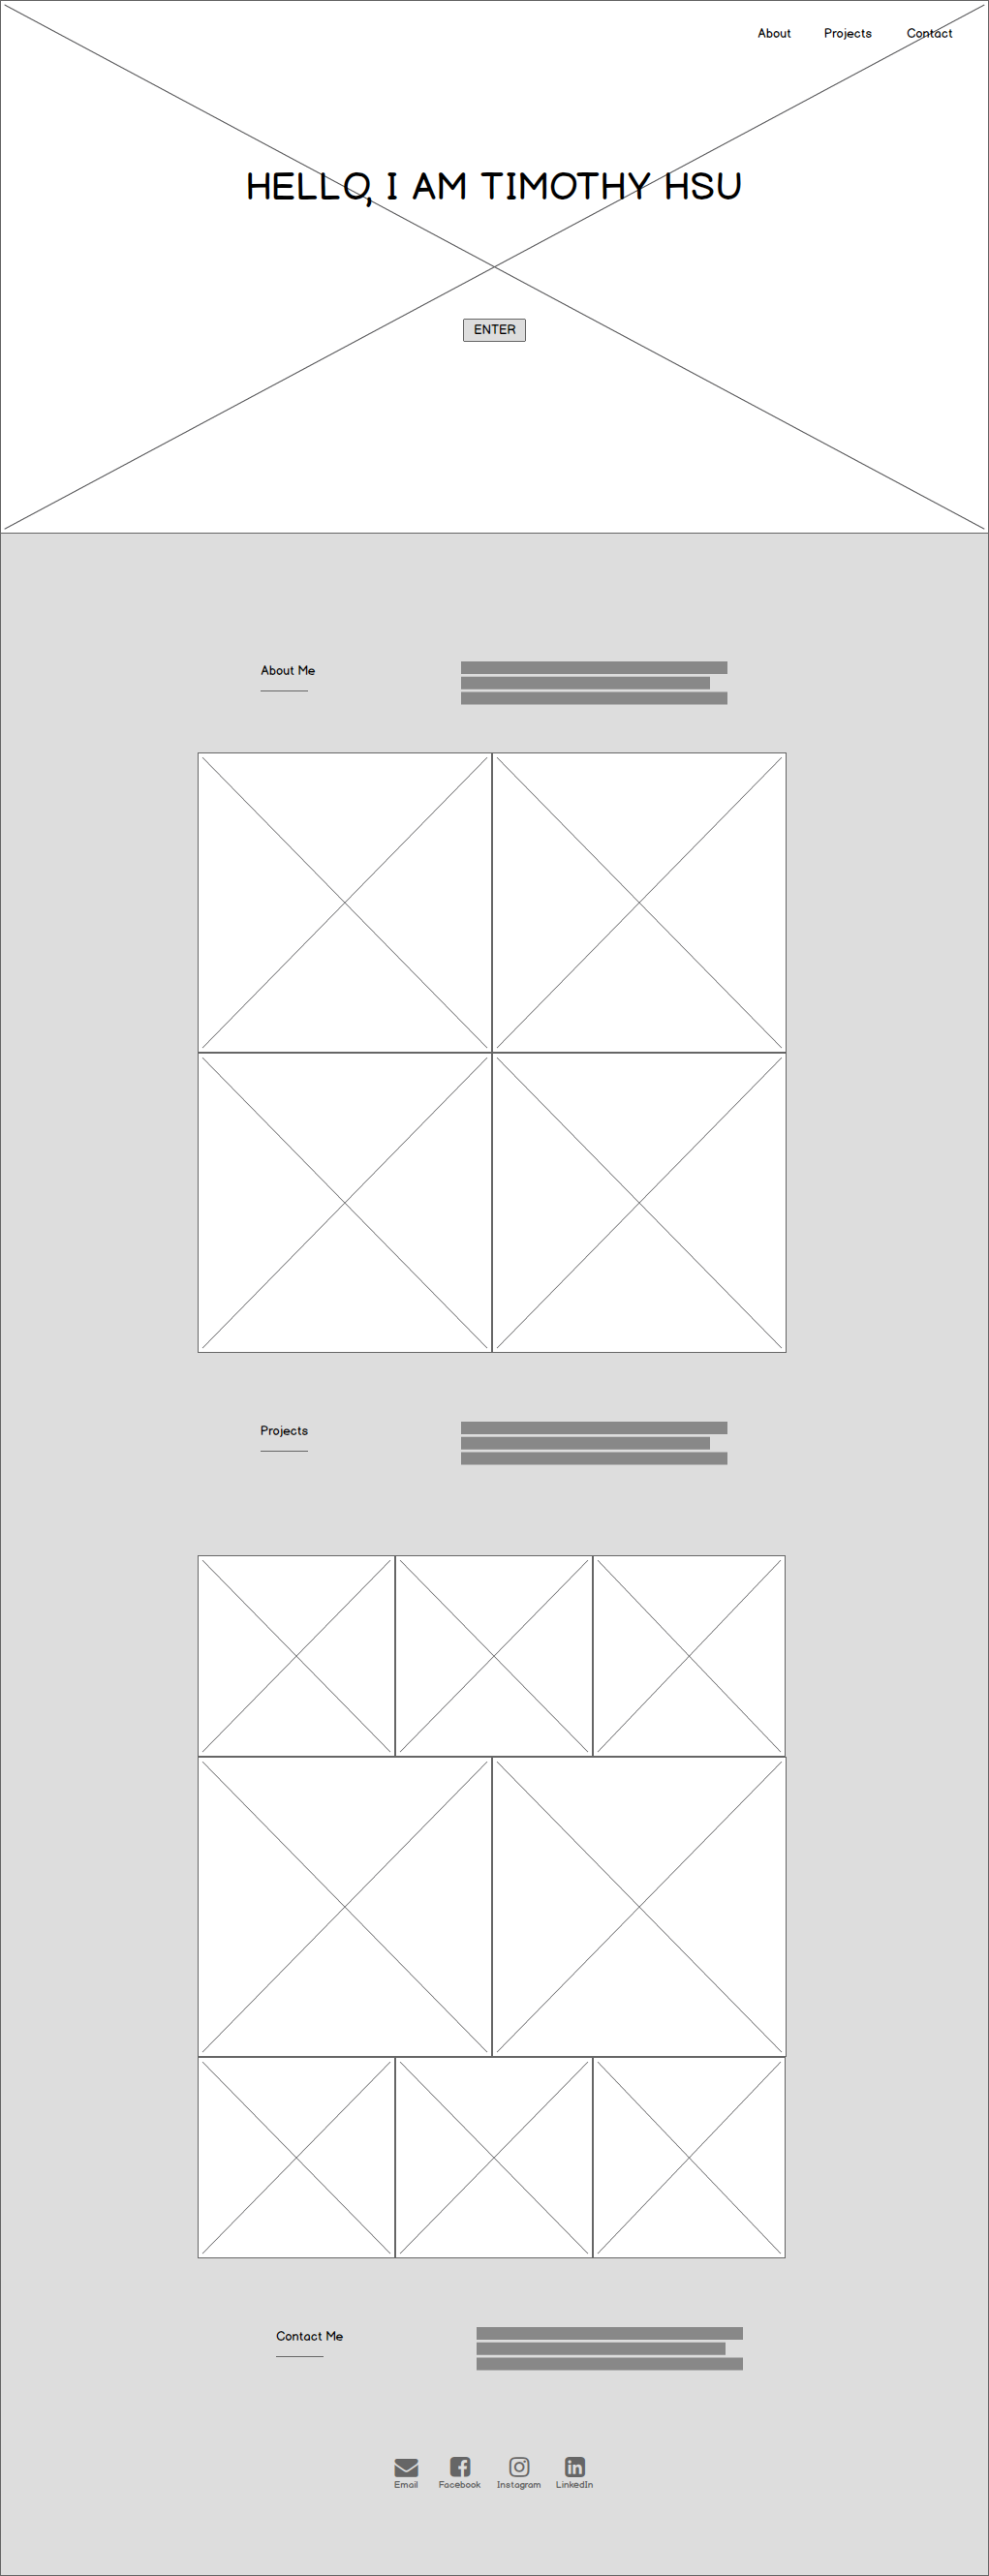 About Projects Contact
HELLO, I AM TIMOTHY HSU
ENTER
About Me
Projects
Contact Me
Email Facebook Instagram LinkedIn